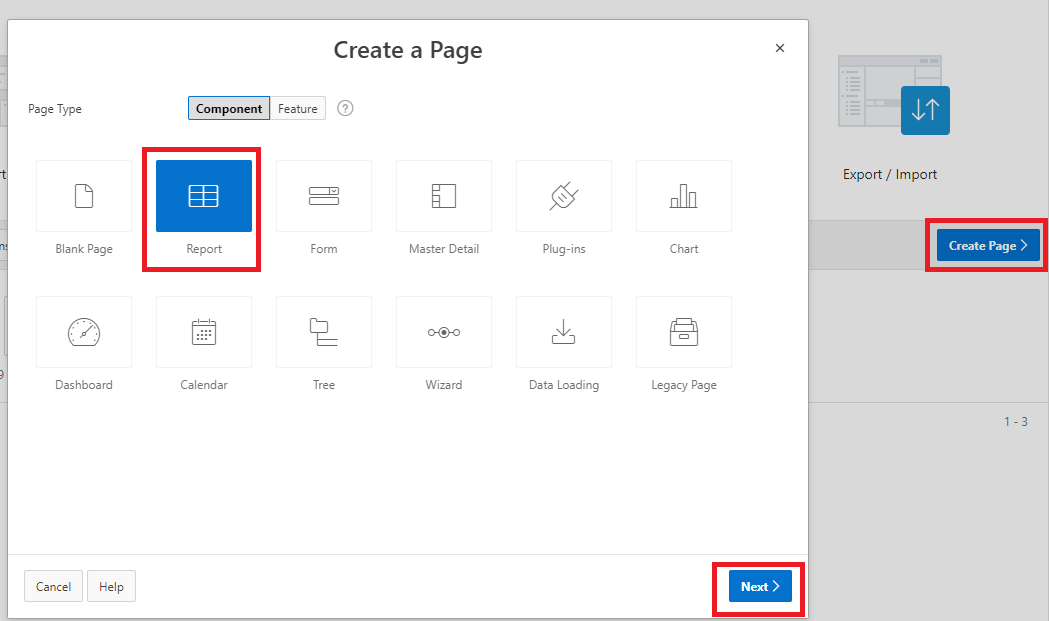 Create a Page
Page Type
Component
Feature
?
Blank Page
Report
Form
Master Detail
Plug-ins
Chart
Dashboard
Calendar
Tree
Wizard
Data Loading
Legacy Page
Cancel
Help
Next
Export / Import
Create Page
1 - 3